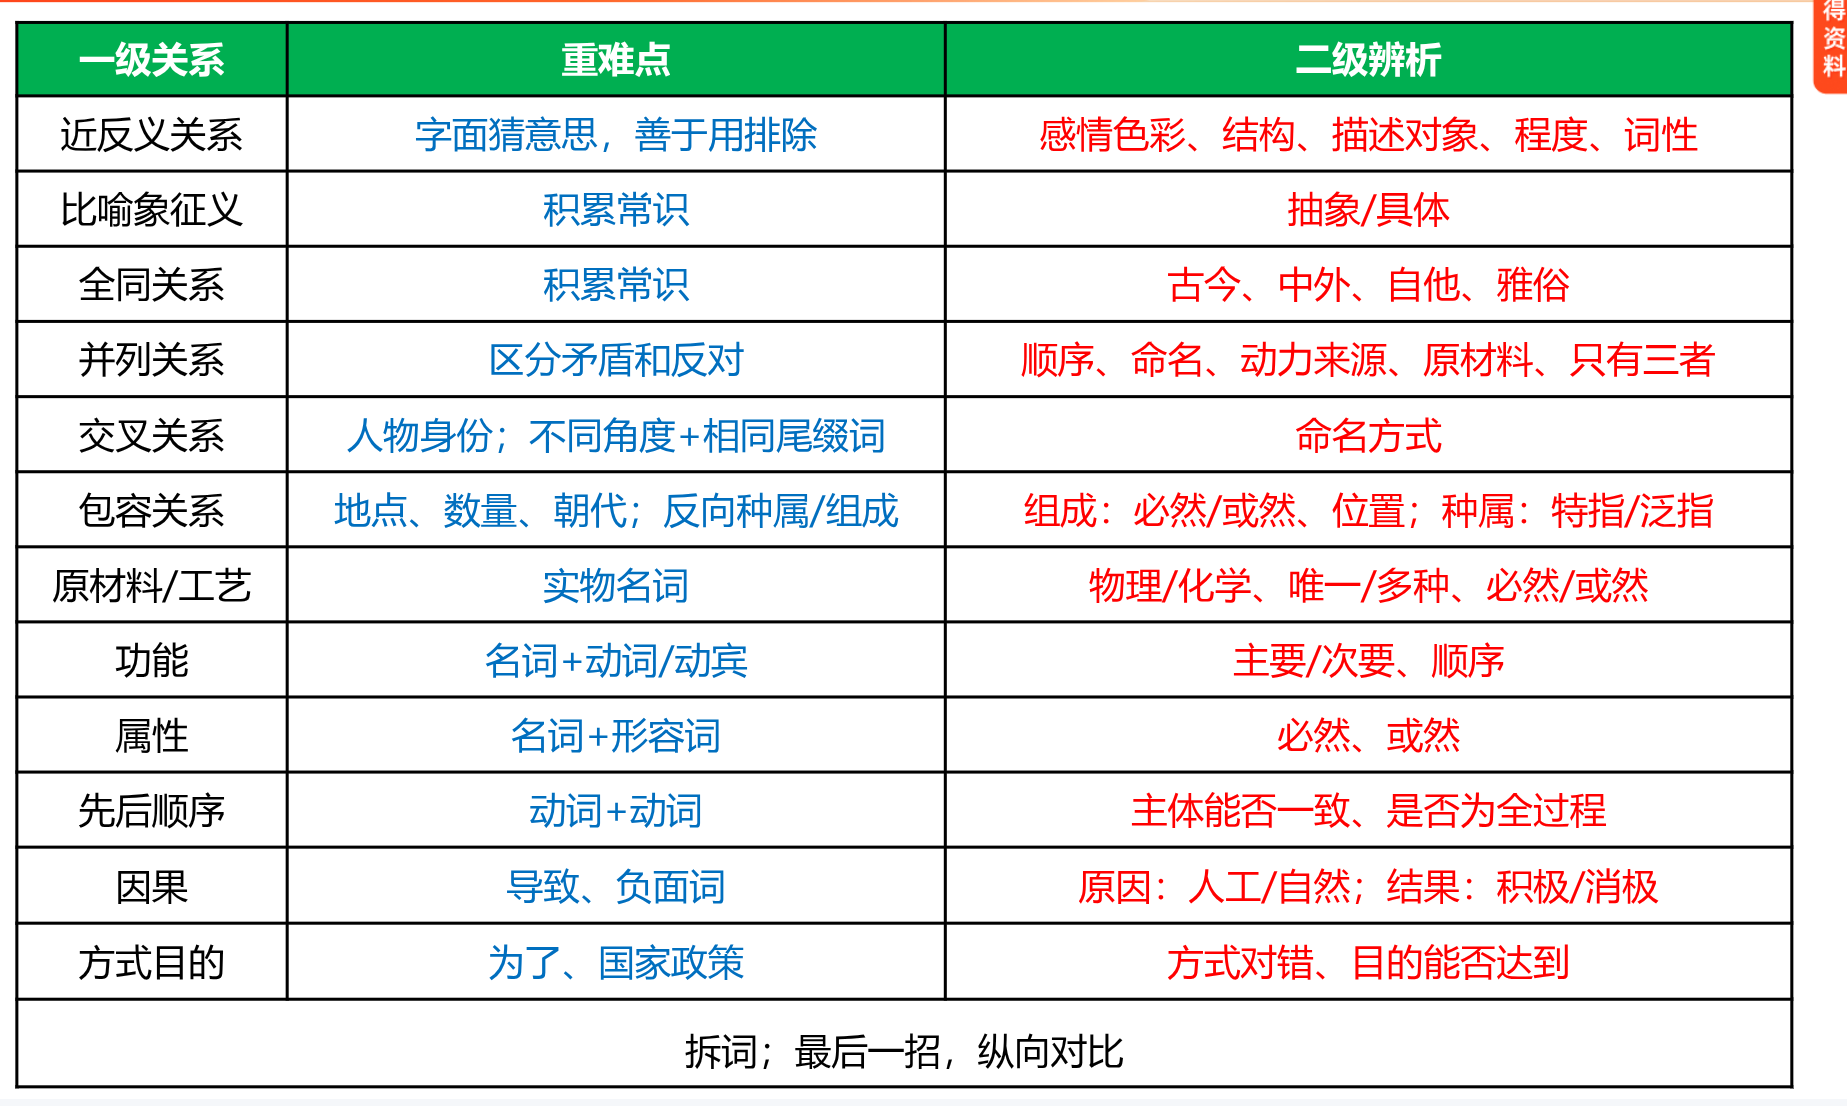 得资料
一级关系 重难点 二级辨析
近反义关系 字面猜意思，善于用排除 感情色彩、结构、描述对象、程度、词性
比喻象征义 积累常识 抽象/具体
全同关系 积累常识 古今、中外、自他、雅俗
并列关系 区分矛盾和反对 顺序、命名、动力来源、原材料、只有三者
交叉关系 人物身份；不同角度+相同尾缀词 命名方式
包容关系 地点、数量、朝代；反向种属/组成 组成：必然/或然、位置；种属：特指/泛指
原材料/工艺 实物名词 物理/化学、唯一/多种、必然/或然
功能 名词+动词/动宾 主要/次要、顺序
属性 名词+形容词 必然、或然
先后顺序 动词+动词 主体能否一致、是否为全过程
因果 导致、负面词 原因：人工/自然；结果：积极/消极
方式目的 为了、国家政策 方式对错、目的能否达到
拆词；最后一招，纵向对比